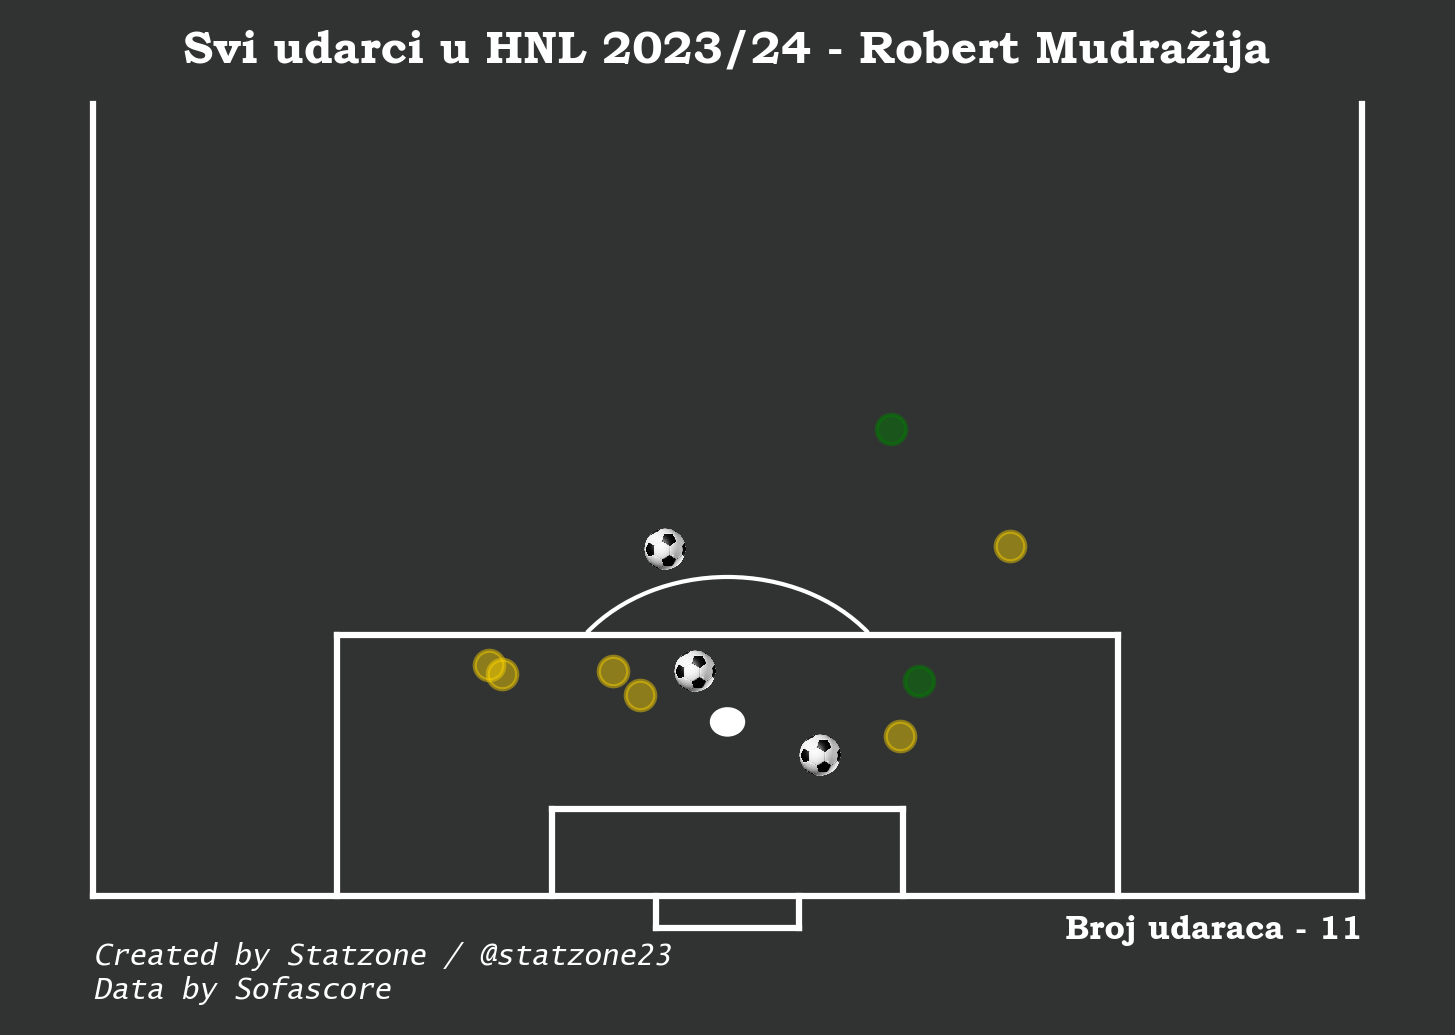 Svi udarci u HNL 2023/24 - Robert Mudražija
Broj udaraca - 11
Created by Statzone / @statzone23
Data by Sofascore